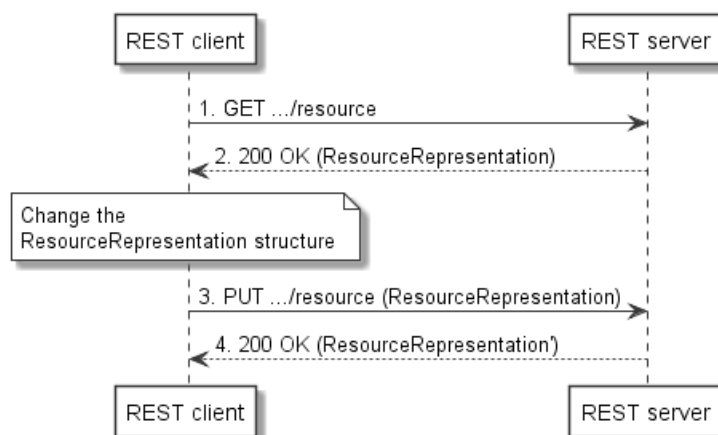 REST client
REST server
1. GET .../resource
2. 200 OK (ResourceRepresentation)
Change the
ResourceRepresentation structure
3. PUT .../resource (ResourceRepresentation)
4. 200 OK (ResourceRepresentation')
REST client
REST server